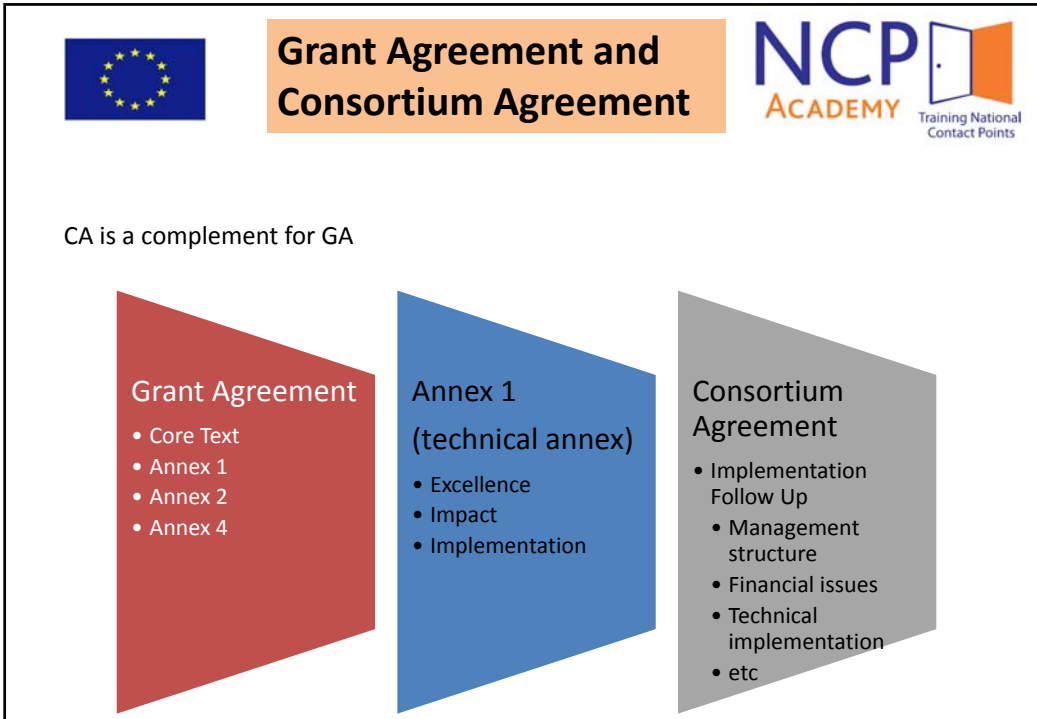 Grant Agreement and
Consortium Agreement
NCP
ACADEMY
Training National
Contact Points
CA is a complement for GA
Grant Agreement
• Core Text
• Annex 1
• Annex 2
• Annex 4
Annex 1
(technical annex)
• Excellence
• Impact
• Implementation
Consortium
Agreement
• Implementation
Follow Up
• Management
structure
• Financial issues
• Technical
implementation
• etc